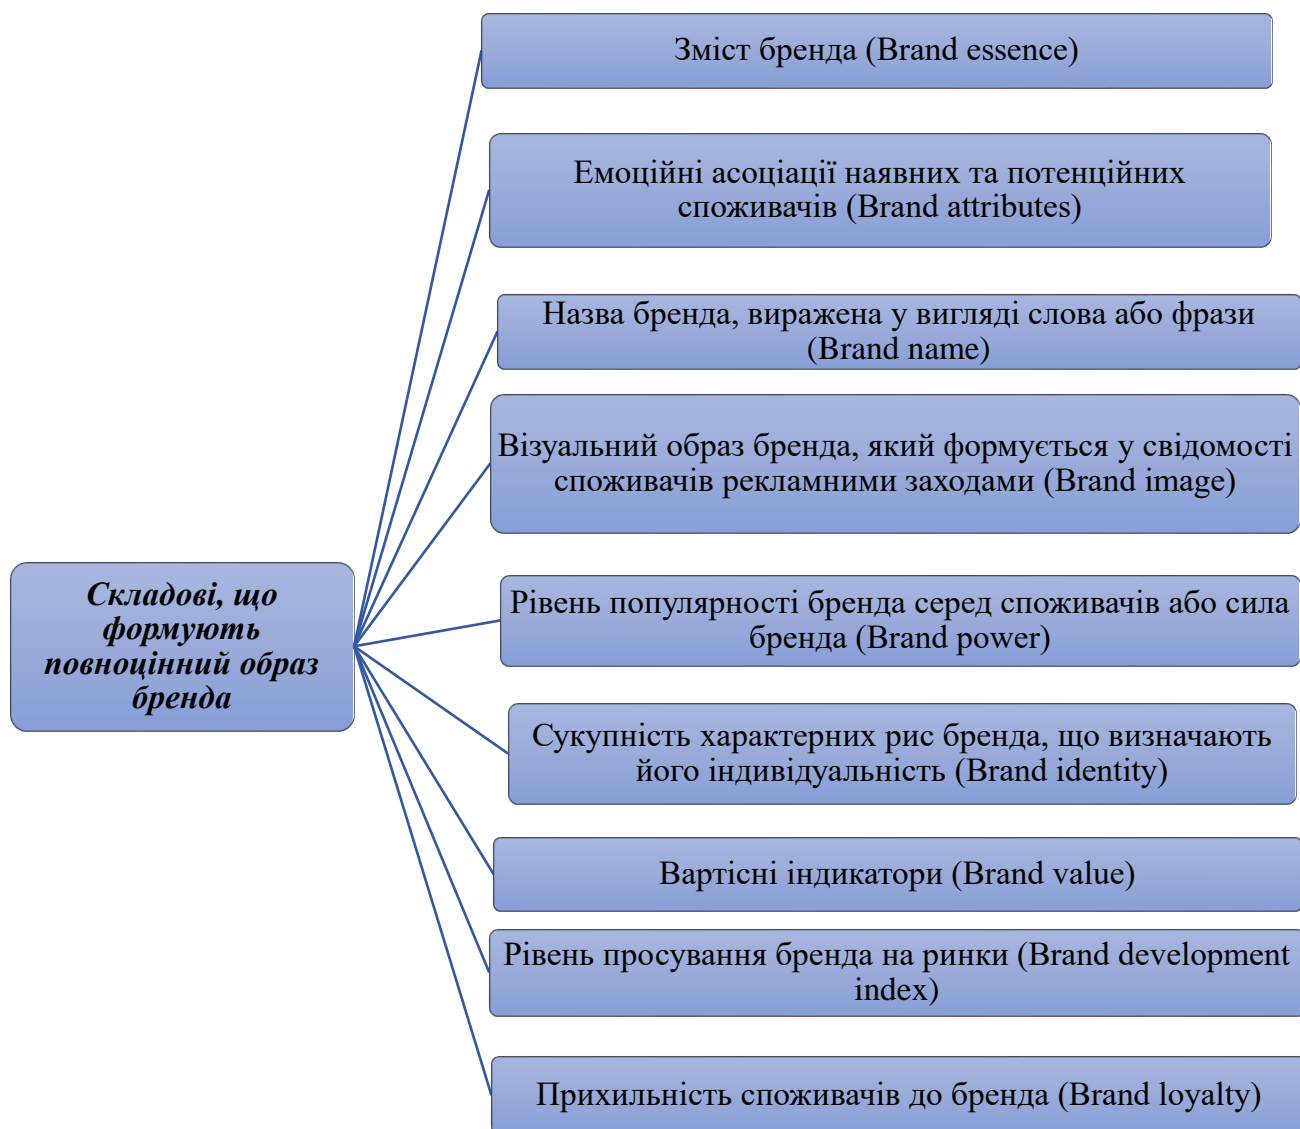 Зміст бренда (Brand essence)
Емоційні асоціації наявних та потенційних
споживачів (Brand attributes)
Назва бренда, виражена у вигляді слова або фрази
(Brand name)
Візуальний образ бренда, який формується у свідомості
споживачів рекламними заходами (Brand image)
Складові, що
формують
повноцінний образ
бренда
Рівень популярності бренда серед споживачів або сила
бренда (Brand power)
Сукупність характерних рис бренда, що визначають
його індивідуальність (Brand identity)
Вартісні індикатори (Brand value)
Рівень просування бренда на ринки (Brand development
index)
Прихильність споживачів до бренда (Brand loyalty)